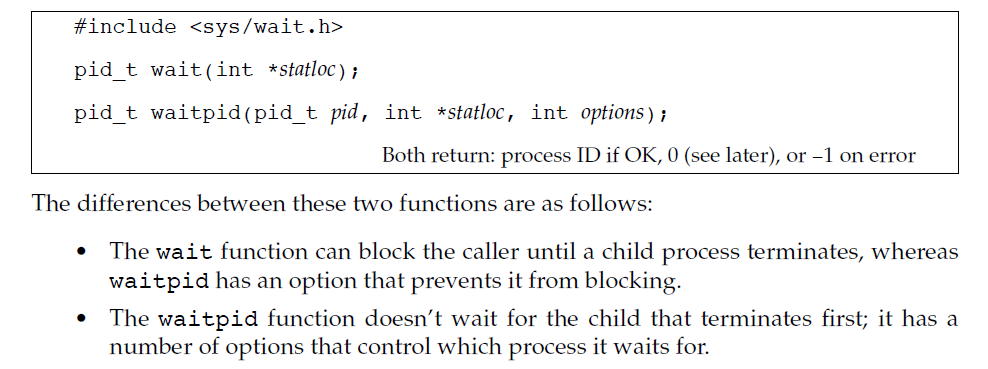 #include <sys/wait.h>
pid_t wait(int *statloc);
pid_t waitpid(pid_t pid, int *statloc, int options);
Both return: process ID if OK, 0 (see later), or –1 on error
The differences between these two functions are as follows:
• The wait function can block the caller until a child process terminates, whereas
waitpid has an option that prevents it from blocking.
• The waitpid function doesn’t wait for the child that terminates first; it has a
number of options that control which process it waits for.